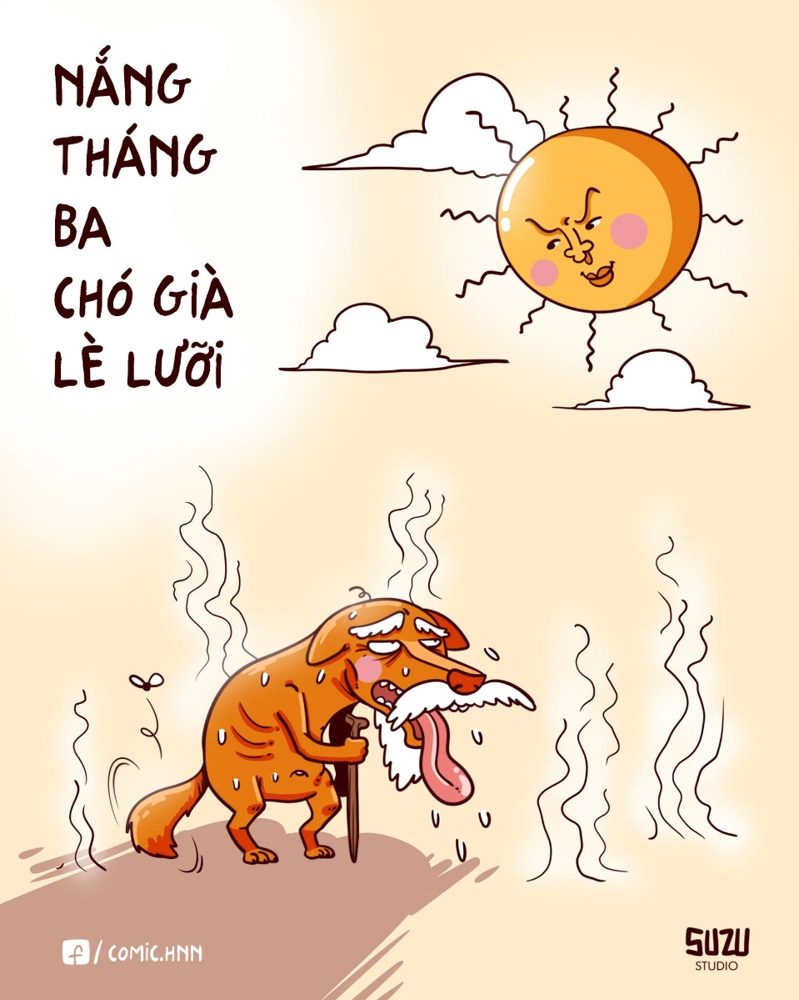 NẮNG
THÁNG
BA
CHÓ GIÀ
LÈ LƯỠI
f / COMIC.HNN
SUZU
STUDIO